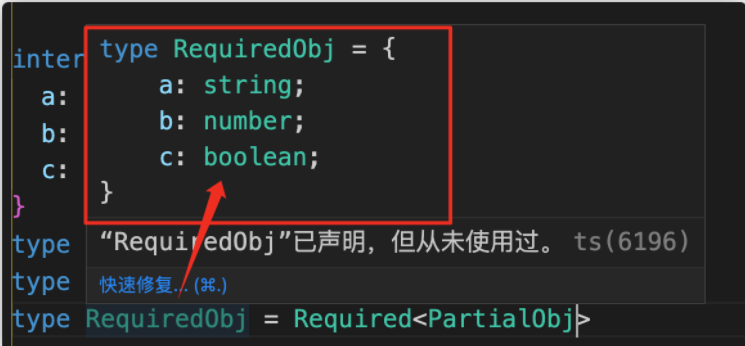 type RequiredObj = {
a: string;
b: number;
c: boolean;
}
inter
a:
b:
c:
}
“RequiredObj”已声明，但从未使用过。 ts(6196)
快速修复... (⌘.)
type
type
type RequiredObj = Required<PartialObj>